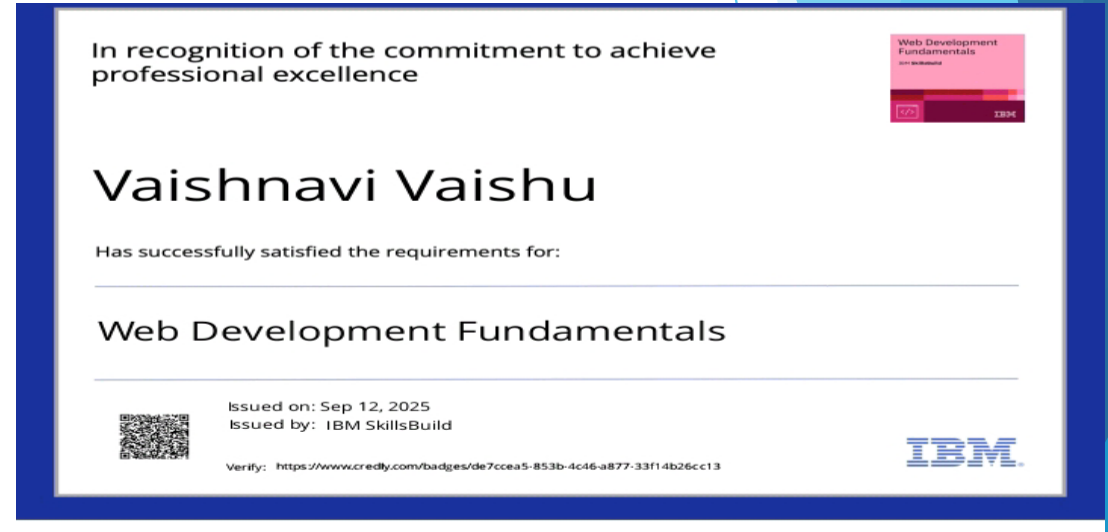 In recognition of the commitment to achieve
professional excellence
Web Development
Fundamentals
IBM SkillsBuild
</>
IBM
Vaishnavi Vaishu
Has successfully satisfied the requirements for:
Web Development Fundamentals
Issued on: Sep 12, 2025
Issued by: IBM SkillsBuild
Verify: https://www.credly.com/badges/de7ccea5-853b-4c46-a877-33f14b26cc13
IBM.